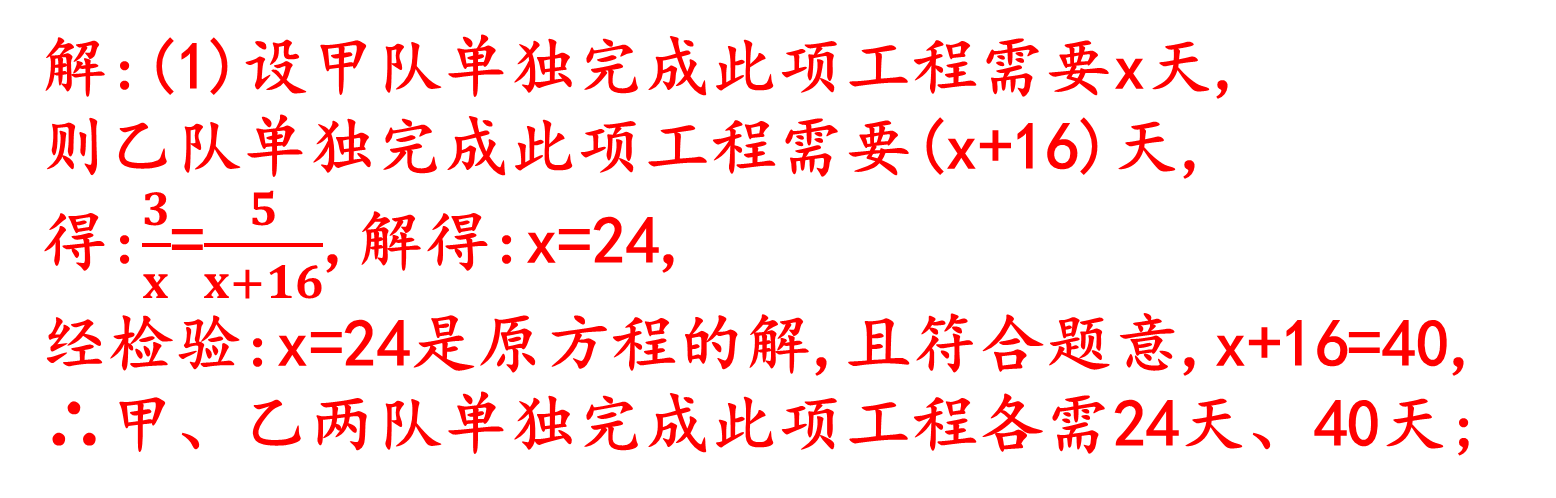 解:(1)设甲队单独完成此项工程需要x天,
则乙队单独完成此项工程需要(x+16)天,
得:3/x=5/(x+16),解得:x=24,
经检验:x=24是原方程的解,且符合题意,x+16=40,
∴甲、乙两队单独完成此项工程各需24天、40天;